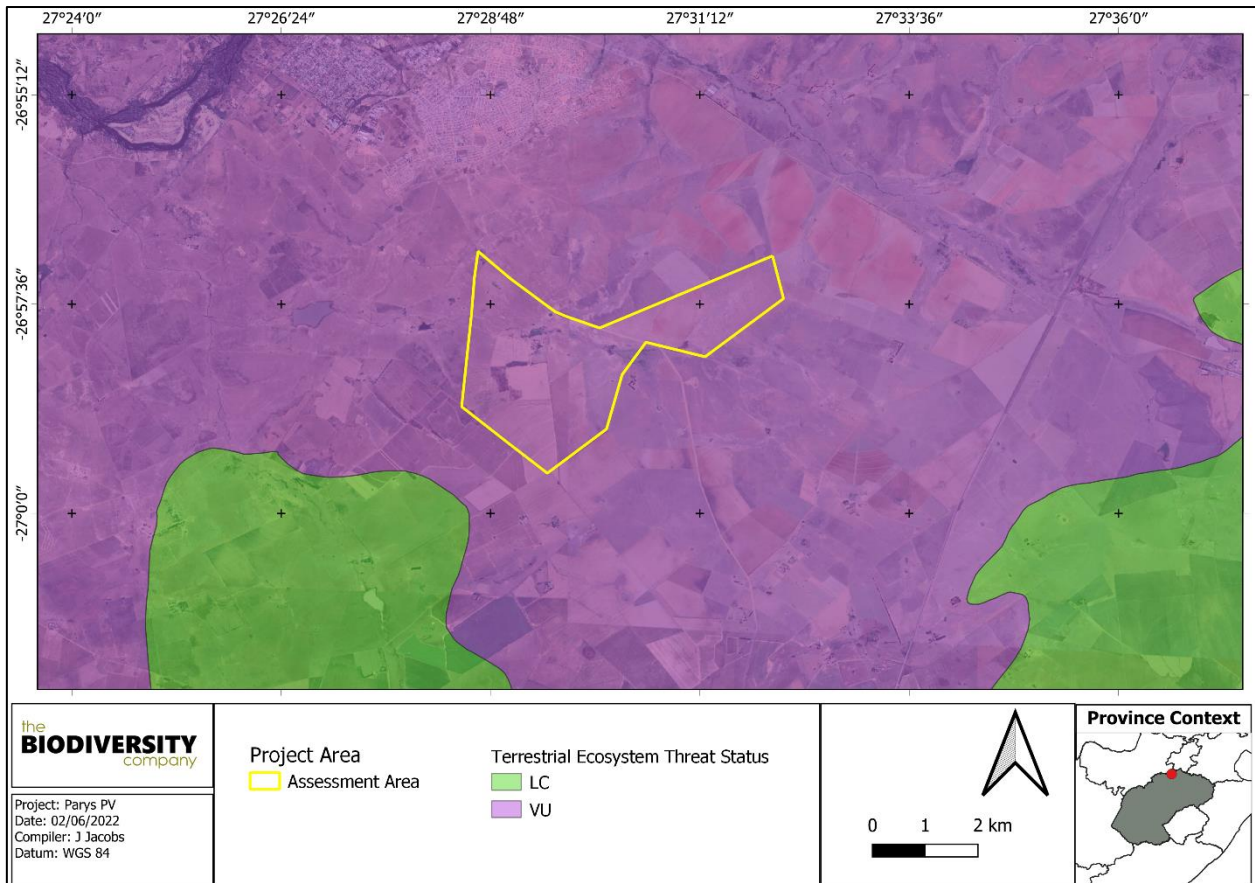 27°24′0″ 27°26′24″ 27°28′48″ 27°31′12″ 27°33′36″ 27°36′0″
-26°55′12″
-26°57′36″
-27°0′0″
the
BIODIVERSITY
company
Project: Parys PV
Date: 02/06/2022
Compiler: J Jacobs
Datum: WGS 84
Project Area
Assessment Area
Terrestrial Ecosystem Threat Status
LC
VU
0 1 2 km
Province Context